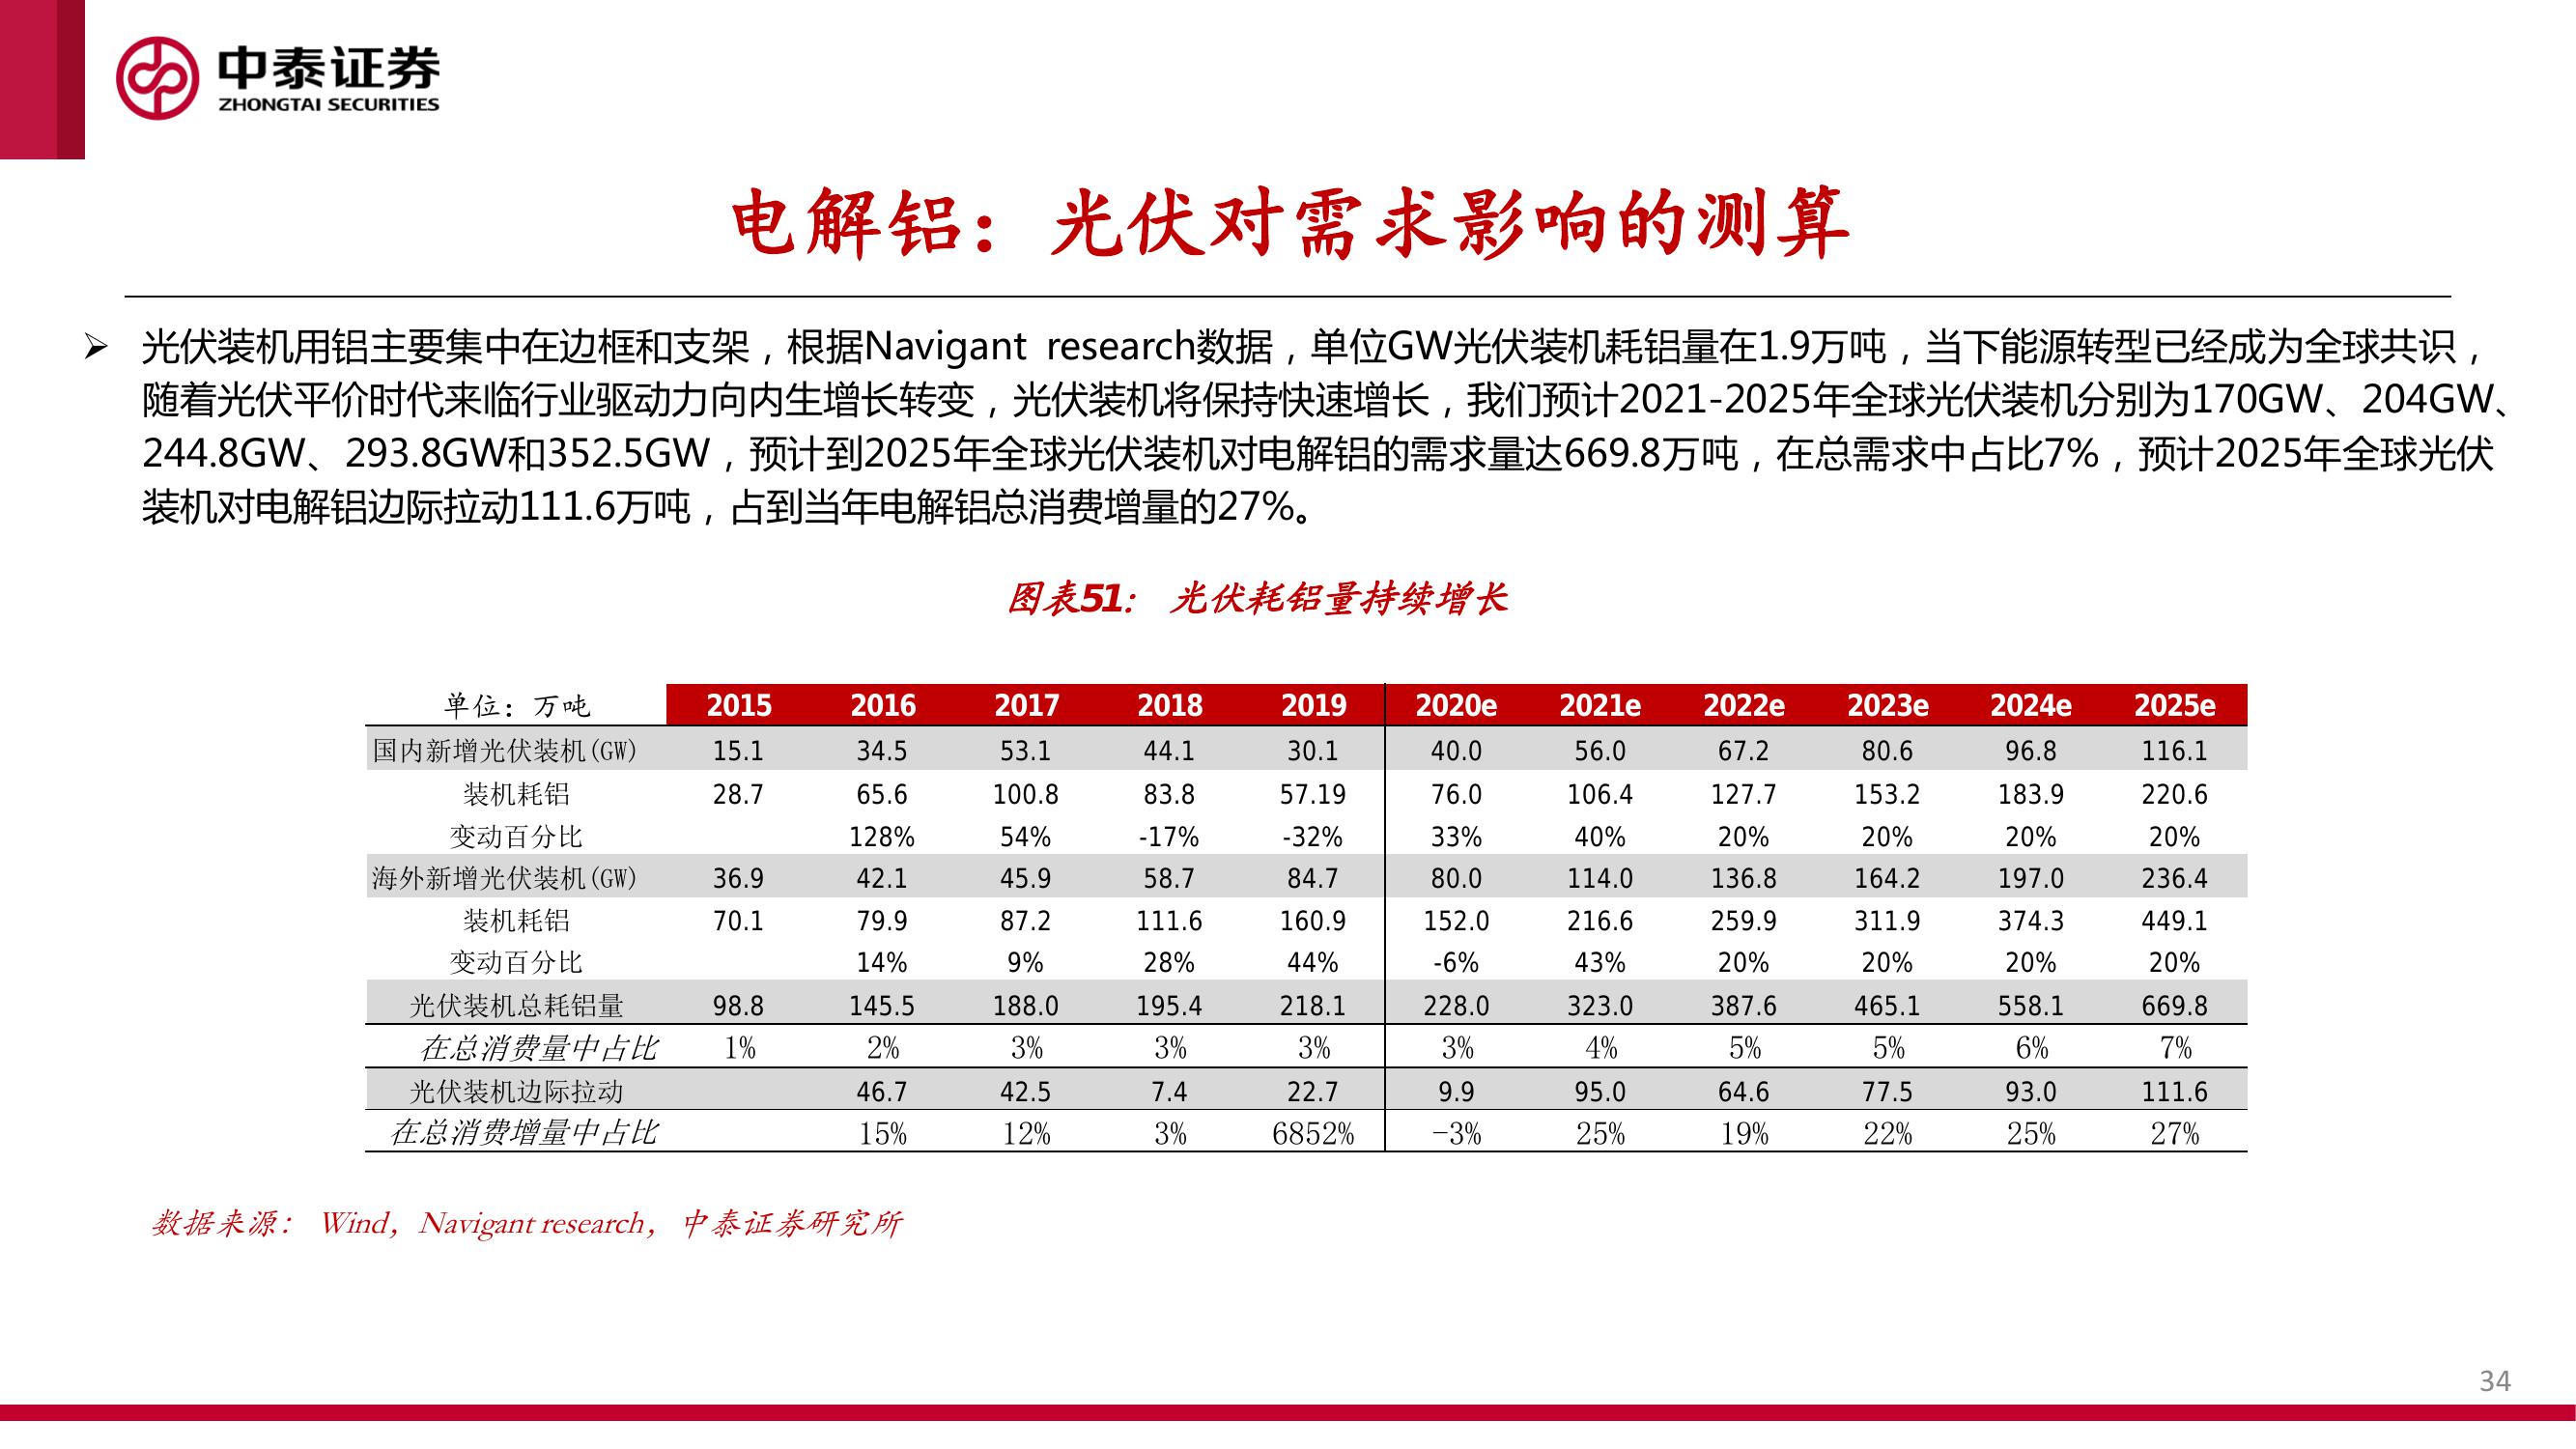 中泰证券
ZHONGTAI SECURITIES
电解铝：光伏对需求影响的测算
➢ 光伏装机用铝主要集中在边框和支架，根据Navigant research数据，单位GW光伏装机耗铝量在1.9万吨，当下能源转型已经成为全球共识，
随着光伏平价时代来临行业驱动力向内生增长转变，光伏装机将保持快速增长，我们预计2021-2025年全球光伏装机分别为170GW、204GW、
244.8GW、293.8GW和352.5GW，预计到2025年全球光伏装机对电解铝的需求量达669.8万吨，在总需求中占比7%，预计2025年全球光伏
装机对电解铝边际拉动111.6万吨，占到当年电解铝总消费增量的27%。
图表51： 光伏耗铝量持续增长
单位：万吨 2015 2016 2017 2018 2019 2020e 2021e 2022e 2023e 2024e 2025e
国内新增光伏装机(GW) 15.1 34.5 53.1 44.1 30.1 40.0 56.0 67.2 80.6 96.8 116.1
装机耗铝 28.7 65.6 100.8 83.8 57.19 76.0 106.4 127.7 153.2 183.9 220.6
变动百分比 128% 54% -17% -32% 33% 40% 20% 20% 20% 20%
海外新增光伏装机(GW) 36.9 42.1 45.9 58.7 84.7 80.0 114.0 136.8 164.2 197.0 236.4
装机耗铝 70.1 79.9 87.2 111.6 160.9 152.0 216.6 259.9 311.9 374.3 449.1
变动百分比 14% 9% 28% 44% -6% 43% 20% 20% 20% 20%
光伏装机总耗铝量 98.8 145.5 188.0 195.4 218.1 228.0 323.0 387.6 465.1 558.1 669.8
在总消费量中占比 1% 2% 3% 3% 3% 3% 4% 5% 5% 6% 7%
光伏装机边际拉动 46.7 42.5 7.4 22.7 9.9 95.0 64.6 77.5 93.0 111.6
在总消费增量中占比 15% 12% 3% 6852% -3% 25% 19% 22% 25% 27%
数据来源： Wind，Navigant research，中泰证券研究所
34